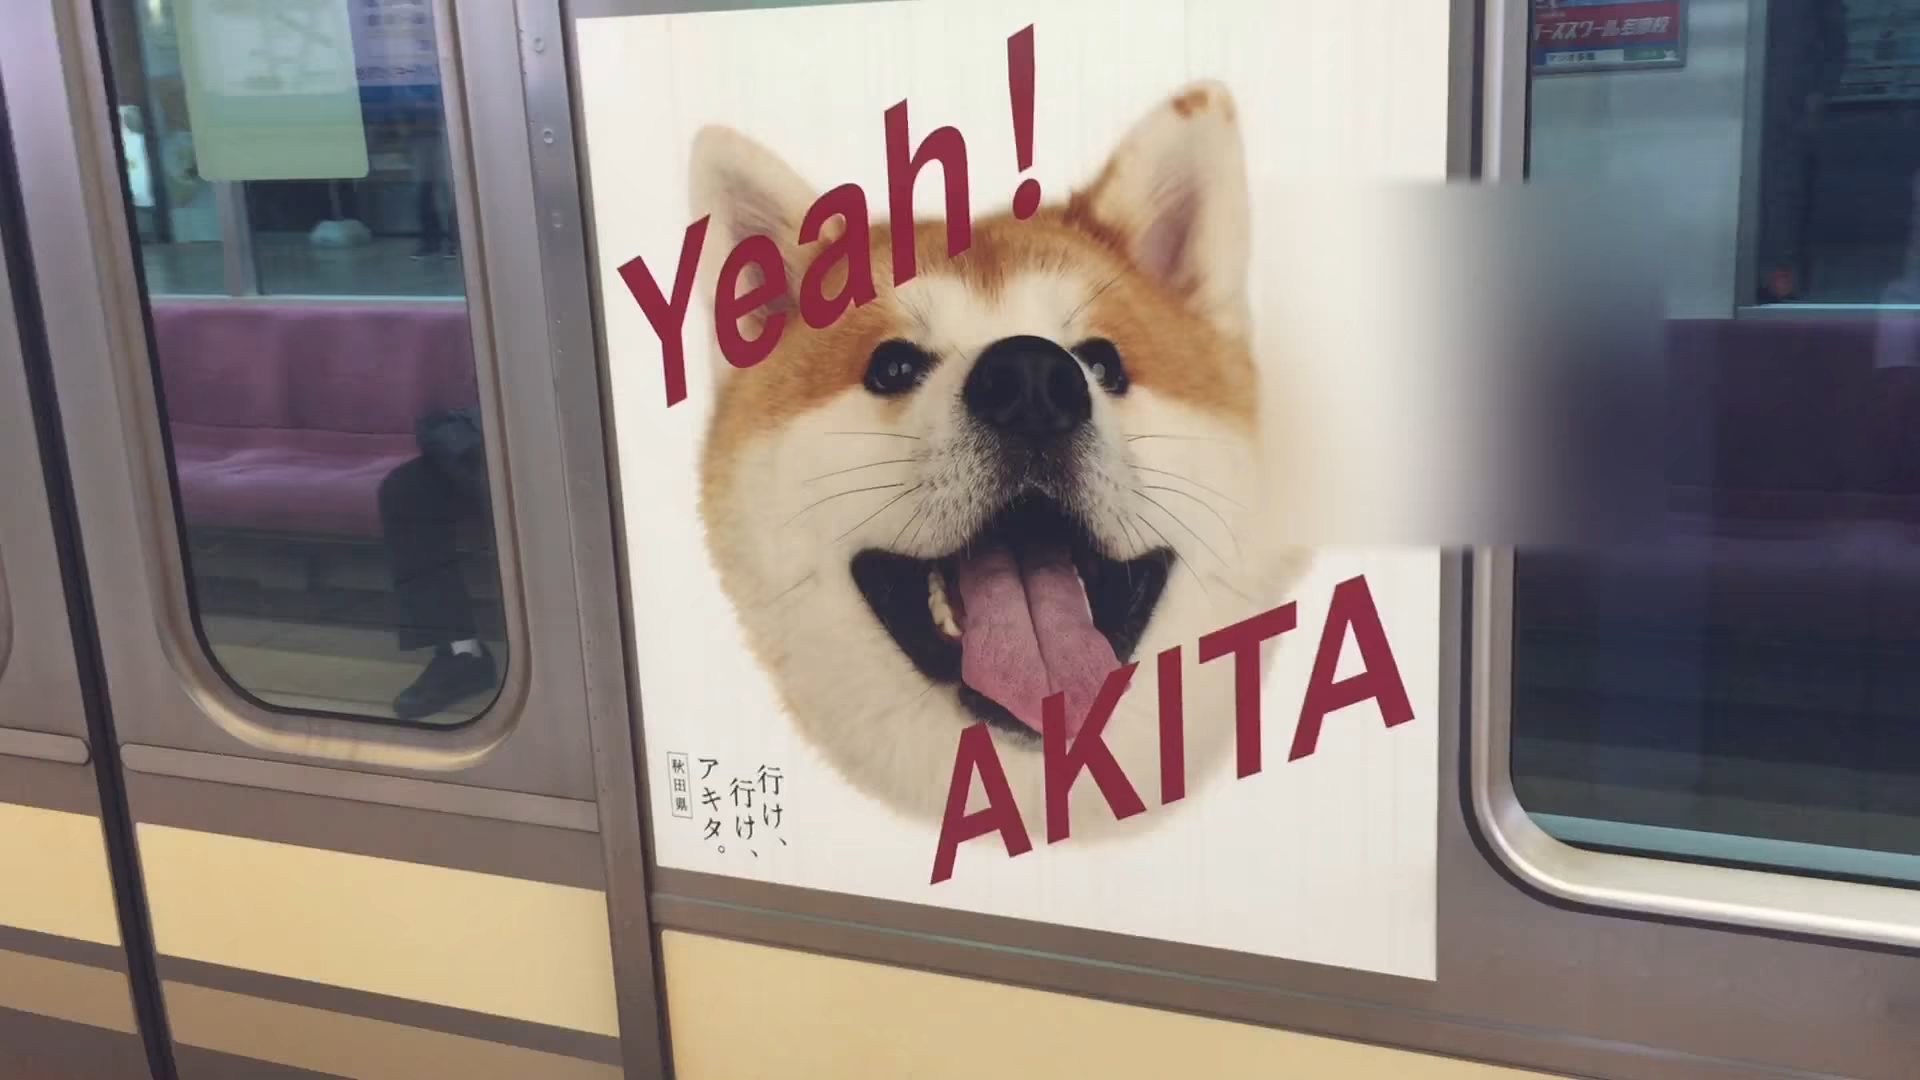 Yeah!
AKITA
行け、
行け、
アキタ。
秋田県